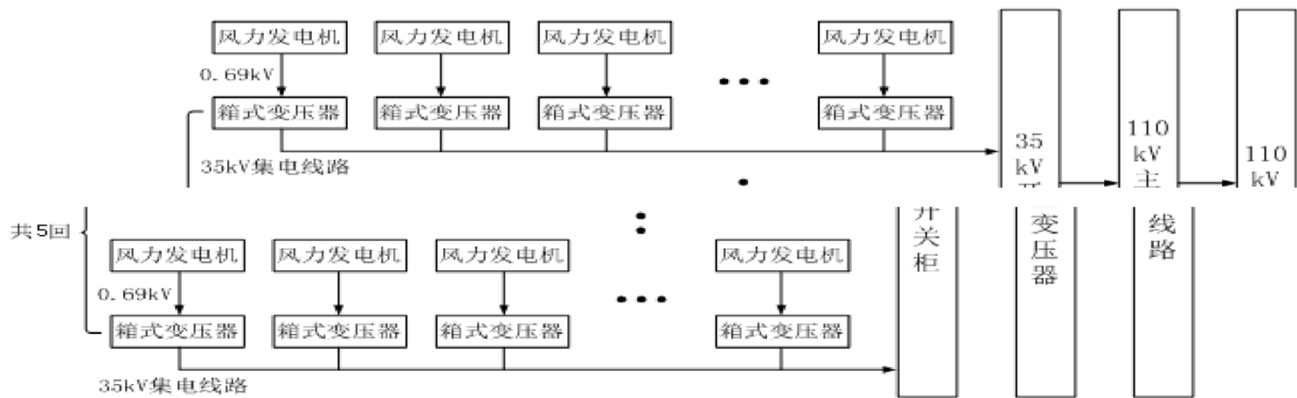 风力发电机 风力发电机 风力发电机 风力发电机
0.69kV
箱式变压器 箱式变压器 箱式变压器 箱式变压器
35kV集电线路
35
kV
110
kV
主
110
kV
共5回
开
关
柜
变
压
器
线
路
风力发电机 风力发电机 风力发电机 风力发电机
0.69kV
箱式变压器 箱式变压器 箱式变压器 箱式变压器
35kV集电线路